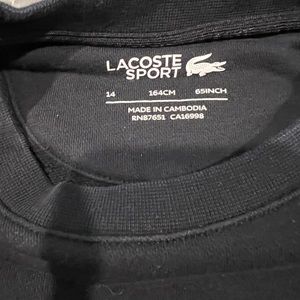 LACOSTE
SPORT
14 164CM 65INCH
MADE IN CAMBODIA
RN87651 CA16998